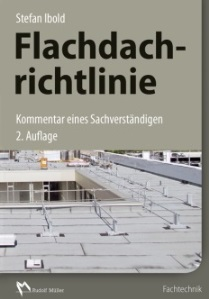 Stefan Ibold
Flachdach-
richtlinie
Kommentar eines Sachverständigen
2. Auflage
Rudolf Müller
Fachtechnik